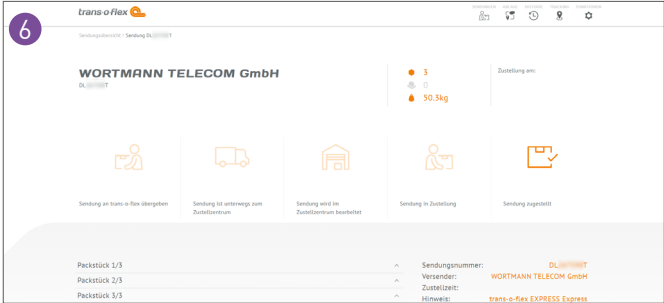 6
trans-o-flex
Sendungsübersicht > Sendung DL T
WORTMANN TELECOM GmbH
DL T
3
0
50.3kg
Zustellung am:
Sendung an trans-o-flex übergeben
Sendung ist unterwegs zum
Zustellzentrum
Sendung wird im
Zustellzentrum bearbeitet
Sendung in Zustellung
Sendung zugestellt
Packstück 1/3
Packstück 2/3
Packstück 3/3
Sendungsnummer: DL T
Versender: WORTMANN TELECOM GmbH
Zustellzeit:
Hinweis: trans-o-flex EXPRESS Express